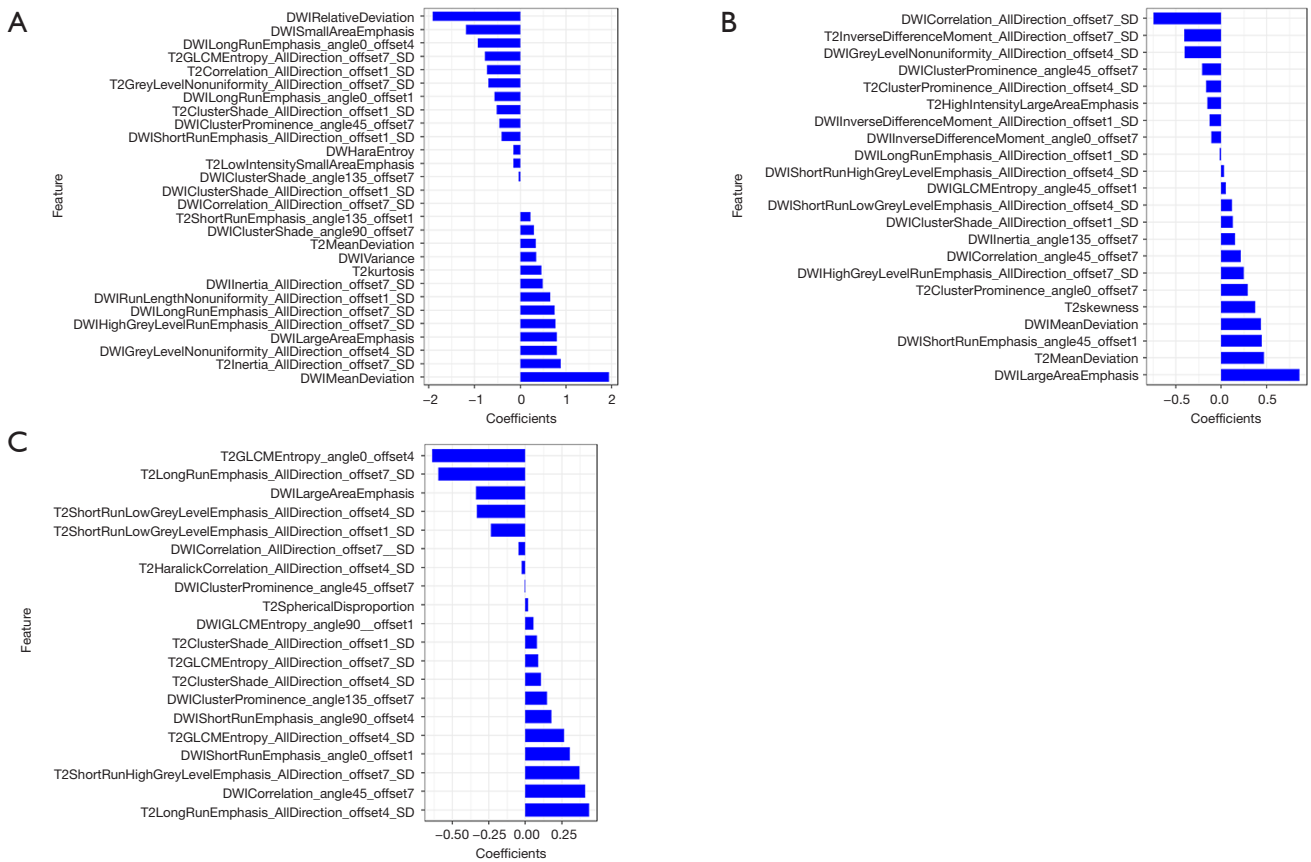 A
DWIRelativeDeviation
DWISmallAreaEmphasis
DWILongRunEmphasis_angle0_offset4
T2GLCMEntropy_AllDirection_offset7_SD
T2Correlation_AllDirection_offset1_SD
T2GreyLevelNonuniformity_AllDirection_offset7_SD
DWILongRunEmphasis_angle0_offset1
T2ClusterShade_AllDirection_offset1_SD
DWIClusterProminence_angle45_offset7
DWIShortRunEmphasis_AllDirection_offset1_SD
DWHaraEntroy
T2LowIntensitySmallAreaEmphasis
DWIClusterShade_angle135_offset7
DWIClusterShade_AllDirection_offset1_SD
DWICorrelation_AllDirection_offset7_SD
T2ShortRunEmphasis_angle135_offset1
DWIClusterShade_angle90_offset7
T2MeanDeviation
DWIVariance
T2kurtosis
DWIInertia_AllDirection_offset7_SD
DWIRunLengthNonuniformity_AllDirection_offset1_SD
DWILongRunEmphasis_AllDirection_offset7_SD
DWIHighGreyLevelRunEmphasis_AllDirection_offset7_SD
DWILargeAreaEmphasis
DWIGreyLevelNonuniformity_AllDirection_offset4_SD
T2Inertia_AllDirection_offset7_SD
DWIMeanDeviation
Feature
−2 −1 0 1 2
Coefficients
B
DWICorrelation_AllDirection_offset7_SD
T2InverseDifferenceMoment_AllDirection_offset7_SD
DWIGreyLevelNonuniformity_AllDirection_offset4_SD
DWIClusterProminence_angle45_offset7
T2ClusterProminence_AllDirection_offset4_SD
T2HighIntensityLargeAreaEmphasis
DWIInverseDifferenceMoment_AllDirection_offset1_SD
DWIInverseDifferenceMoment_angle0_offset7
DWILongRunEmphasis_AllDirection_offset1_SD
DWIShortRunHighGreyLevelEmphasis_AllDirection_offset4_SD
DWIGLCMEntropy_angle45_offset1
DWIShortRunLowGreyLevelEmphasis_AllDirection_offset4_SD
DWIClusterShade_AllDirection_offset1_SD
DWIInertia_angle135_offset7
DWICorrelation_angle45_offset7
DWIHighGreyLevelRunEmphasis_AllDirection_offset7_SD
T2ClusterProminence_angle0_offset7
T2skewness
DWIMeanDeviation
DWIShortRunEmphasis_angle45_offset1
T2MeanDeviation
DWILargeAreaEmphasis
Feature
−0.5 0.0 0.5
Coefficients
C
T2GLCMEntropy_angle0_offset4
T2LongRunEmphasis_AllDirection_offset7_SD
DWILargeAreaEmphasis
T2ShortRunLowGreyLevelEmphasis_AllDirection_offset4_SD
T2ShortRunLowGreyLevelEmphasis_AllDirection_offset1_SD
DWICorrelation_AllDirection_offset7__SD
T2HaralickCorrelation_AllDirection_offset4_SD
DWIClusterProminence_angle45_offset7
T2SphericalDisproportion
DWIGLCMEntropy_angle90__offset1
T2ClusterShade_AllDirection_offset1_SD
T2GLCMEntropy_AllDirection_offset7_SD
T2ClusterShade_AllDirection_offset4_SD
DWIClusterProminence_angle135_offset7
DWIShortRunEmphasis_angle90_offset4
T2GLCMEntropy_AllDirection_offset4_SD
DWIShortRunEmphasis_angle0_offset1
T2ShortRunHighGreyLevelEmphasis_AlDirection_offset7_SD
DWICorrelation_angle45_offset7
T2LongRunEmphasis_AllDirection_offset4_SD
Feature
−0.50 −0.25 0.00 0.25
Coefficients